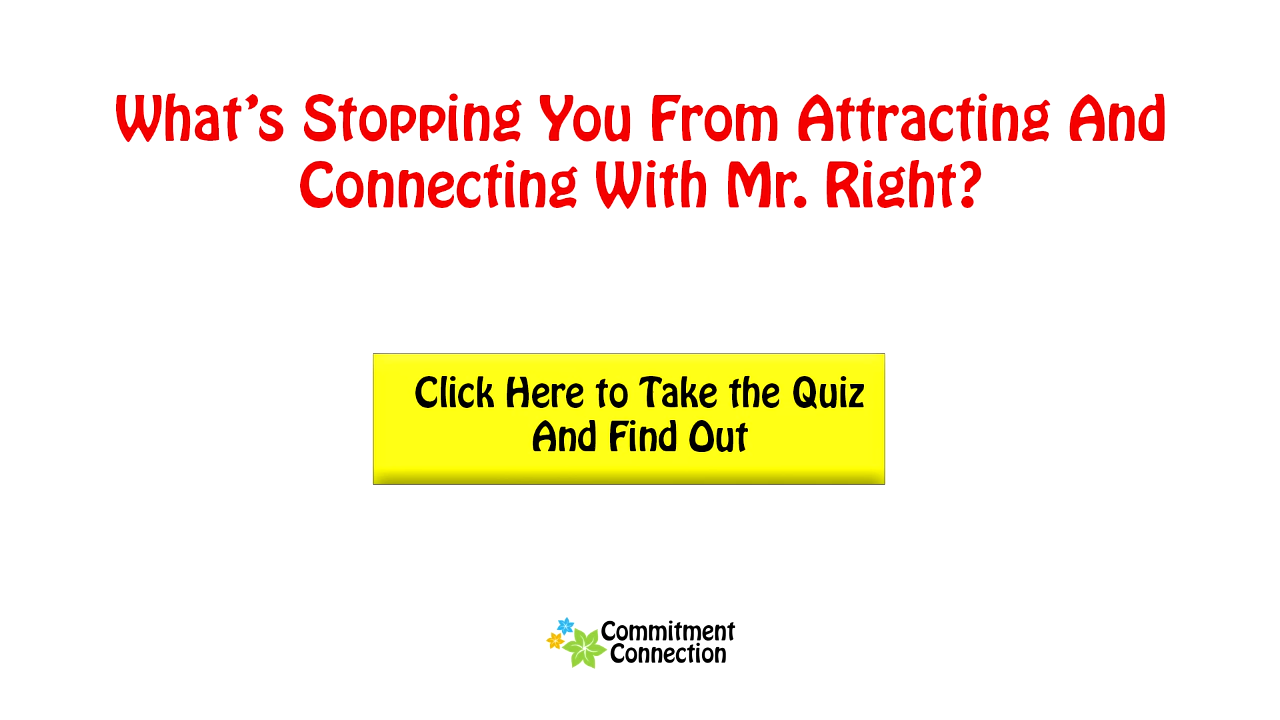 What's Stopping You From Attracting And
Connecting With Mr. Right?
Click Here to Take the Quiz
And Find Out
Commitment
Connection